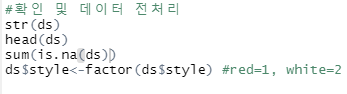 #확인 및 데이터 전처리
str(ds)
head(ds)
sum(is.na(ds))
ds$style<-factor(ds$style) #red=1, white=2